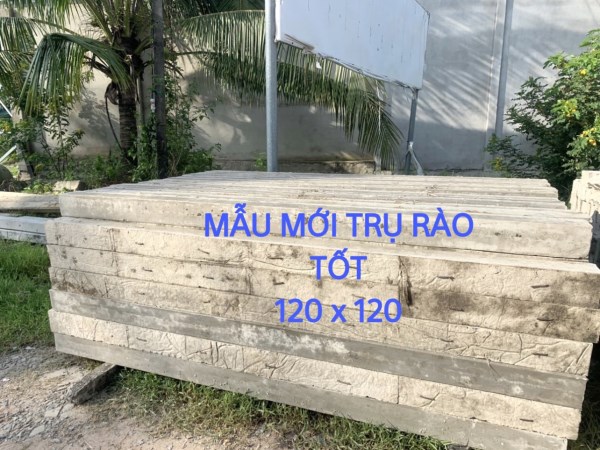 MẪU MỚI TRỤ RÀO
TỐT
120 x 120